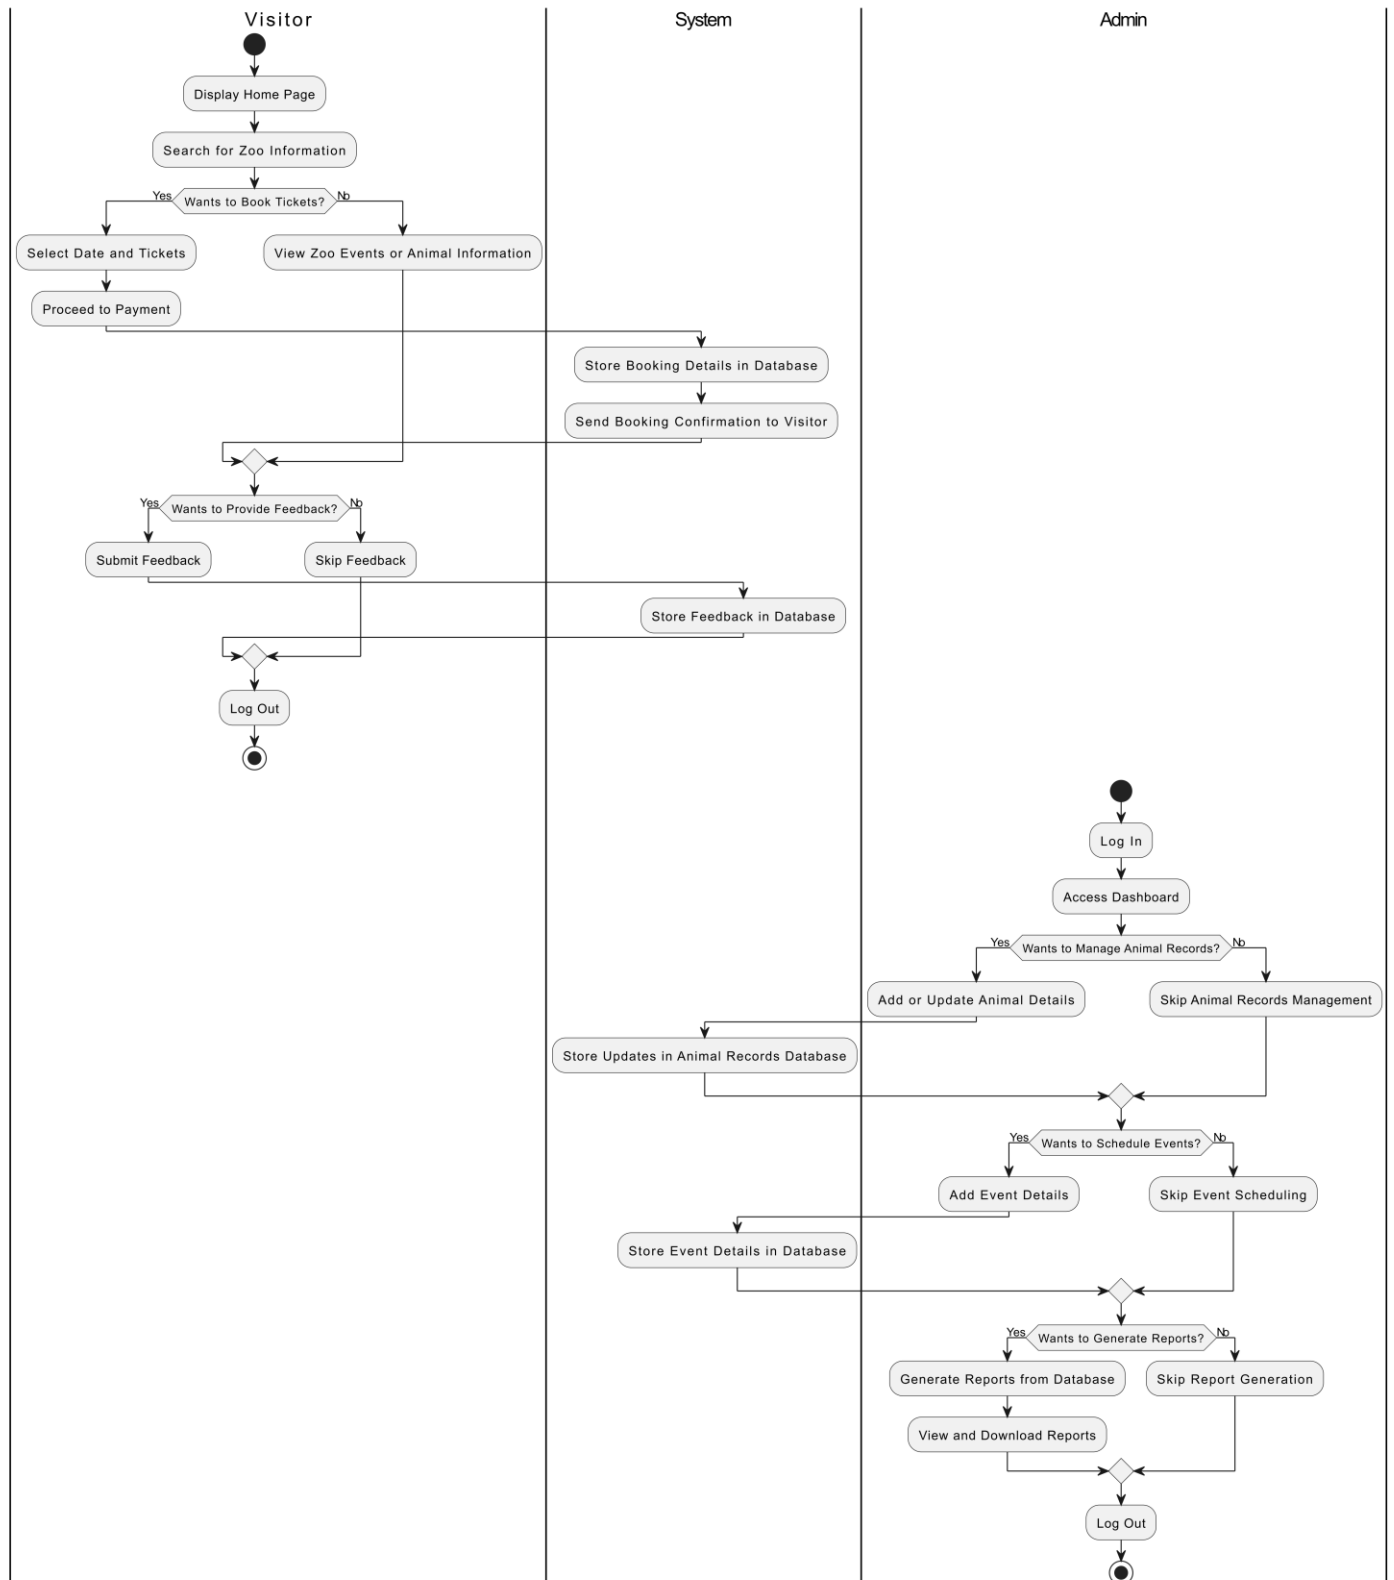 Visitor
System
Admin
Display Home Page
Search for Zoo Information
Yes
Wants to Book Tickets?
No
Select Date and Tickets
View Zoo Events or Animal Information
Proceed to Payment
Store Booking Details in Database
Send Booking Confirmation to Visitor
Yes
Wants to Provide Feedback?
No
Submit Feedback
Skip Feedback
Store Feedback in Database
Log Out
Log In
Access Dashboard
Yes
Wants to Manage Animal Records?
No
Add or Update Animal Details
Skip Animal Records Management
Store Updates in Animal Records Database
Yes
Wants to Schedule Events?
No
Add Event Details
Skip Event Scheduling
Store Event Details in Database
Yes
Wants to Generate Reports?
No
Generate Reports from Database
Skip Report Generation
View and Download Reports
Log Out